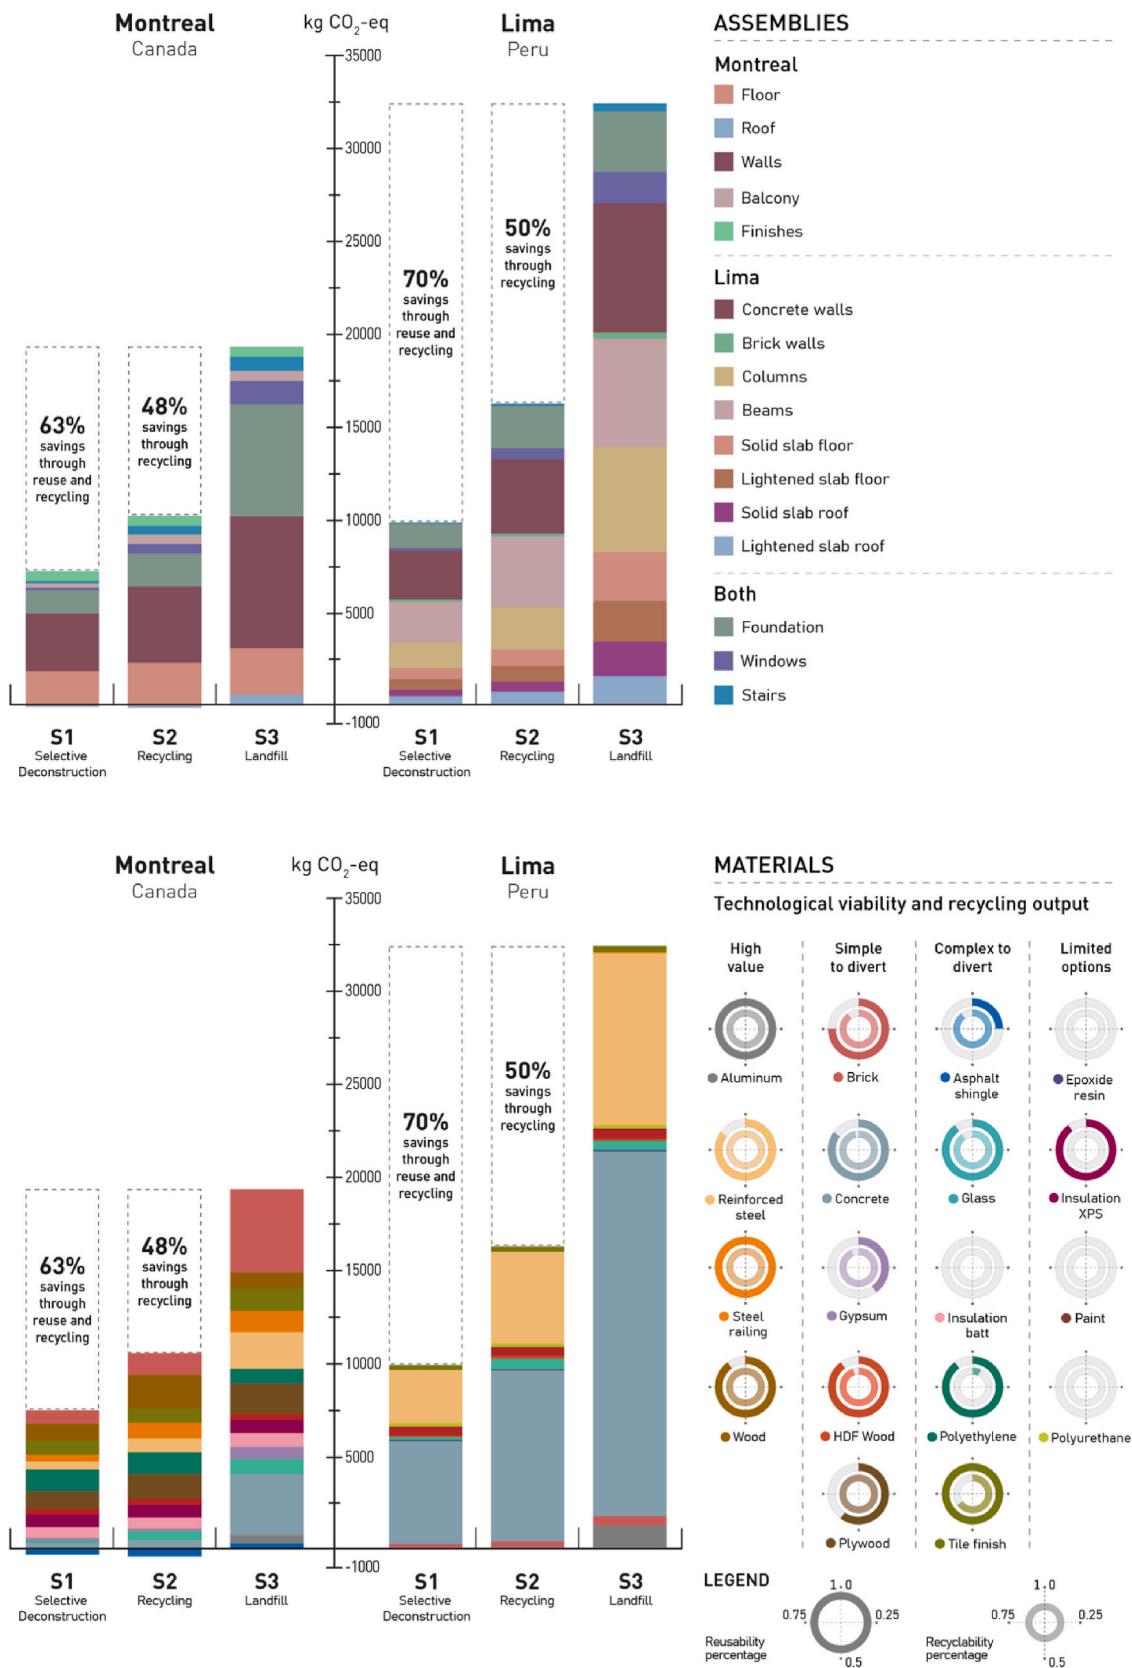 Montreal
Canada
kg CO2-eq
Lima
Peru
35000
30000
25000
20000
15000
10000
5000
-1000
63%
savings
through
reuse and
recycling
48%
savings
through
recycling
70%
savings
through
reuse and
recycling
50%
savings
through
recycling
S1
Selective
Deconstruction
S2
Recycling
S3
Landfill
S1
Selective
Deconstruction
S2
Recycling
S3
Landfill
ASSEMBLIES
Montreal
Floor
Roof
Walls
Balcony
Finishes
Lima
Concrete walls
Brick walls
Columns
Beams
Solid slab floor
Lightened slab floor
Solid slab roof
Lightened slab roof
Both
Foundation
Windows
Stairs
Montreal
Canada
kg CO2-eq
Lima
Peru
35000
30000
25000
20000
15000
10000
5000
-1000
63%
savings
through
reuse and
recycling
48%
savings
through
recycling
70%
savings
through
reuse and
recycling
50%
savings
through
recycling
S1
Selective
Deconstruction
S2
Recycling
S3
Landfill
S1
Selective
Deconstruction
S2
Recycling
S3
Landfill
MATERIALS
Technological viability and recycling output
High
value
Simple
to divert
Complex to
divert
Limited
options
Aluminum
Brick
Asphalt
shingle
Epoxide
resin
Reinforced
steel
Concrete
Glass
Insulation
XPS
Steel
railing
Gypsum
Insulation
batt
Paint
Wood
HDF Wood
Polyethylene
Polyurethane
Plywood
Tile finish
LEGEND
1.0
0.75
0.25
0.5
Reusability
percentage
1.0
0.75
0.25
0.5
Recyclability
percentage